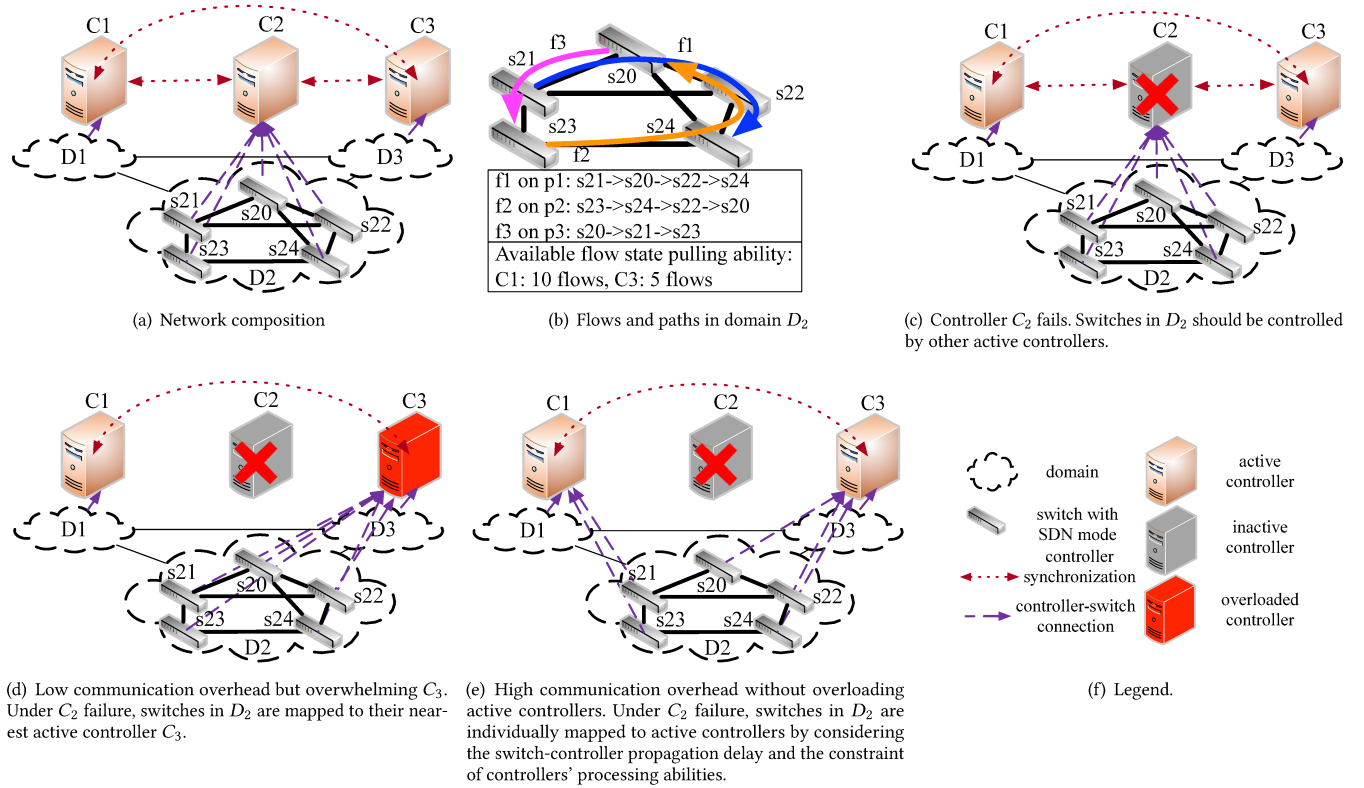 C1
C2
C3
D1
D3
s21
s20
s22
s23
s24
D2
(a) Network composition
f3
f1
s21
s20
s22
s23
s24
f2
f1 on p1: s21->s20->s22->s24
f2 on p2: s23->s24->s22->s20
f3 on p3: s20->s21->s23
Available flow state pulling ability:
C1: 10 flows, C3: 5 flows
(b) Flows and paths in domain D2
C1
C2
C3
D1
D3
s21
s20
s22
s23
s24
D2
(c) Controller C2 fails. Switches in D2 should be controlled
by other active controllers.
C1
C2
C3
D1
D3
s21
s20
s22
s23
s24
D2
(d) Low communication overhead but overwhelming C3.
Under C2 failure, switches in D2 are mapped to their near-
est active controller C3.
C1
C2
C3
D1
D3
s21
s20
s22
s23
s24
D2
(e) High communication overhead without overloading
active controllers. Under C2 failure, switches in D2 are
individually mapped to active controllers by considering
the switch-controller propagation delay and the constraint
of controllers' processing abilities.
domain
active
controller
switch with
SDN mode
controller
inactive
controller
synchronization
controller-switch
connection
overloaded
controller
(f) Legend.